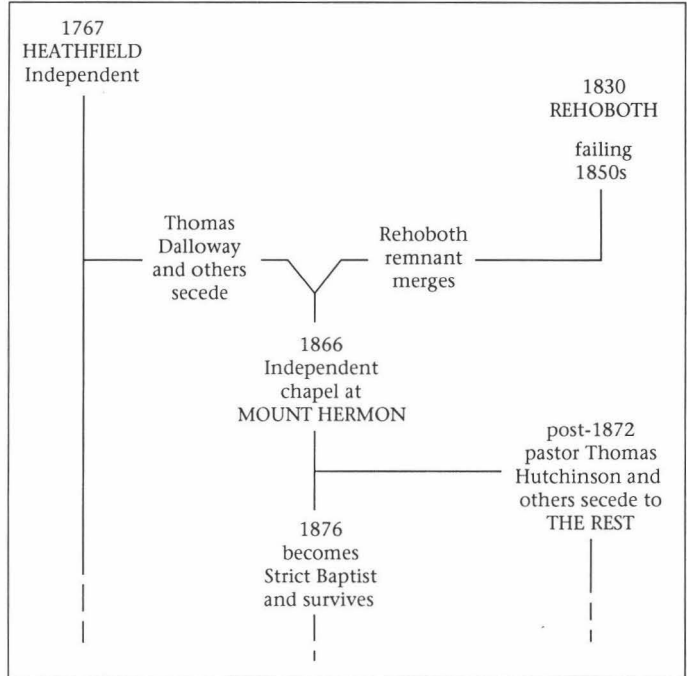 1767
HEATHFIELD
Independent
1830
REHOBOTH
failing
1850s
Thomas
Dalloway
and others
secede
Rehoboth
remnant
merges
1866
Independent
chapel at
MOUNT HERMON
post-1872
pastor Thomas
Hutchinson and
others secede to
THE REST
1876
becomes
Strict Baptist
and survives